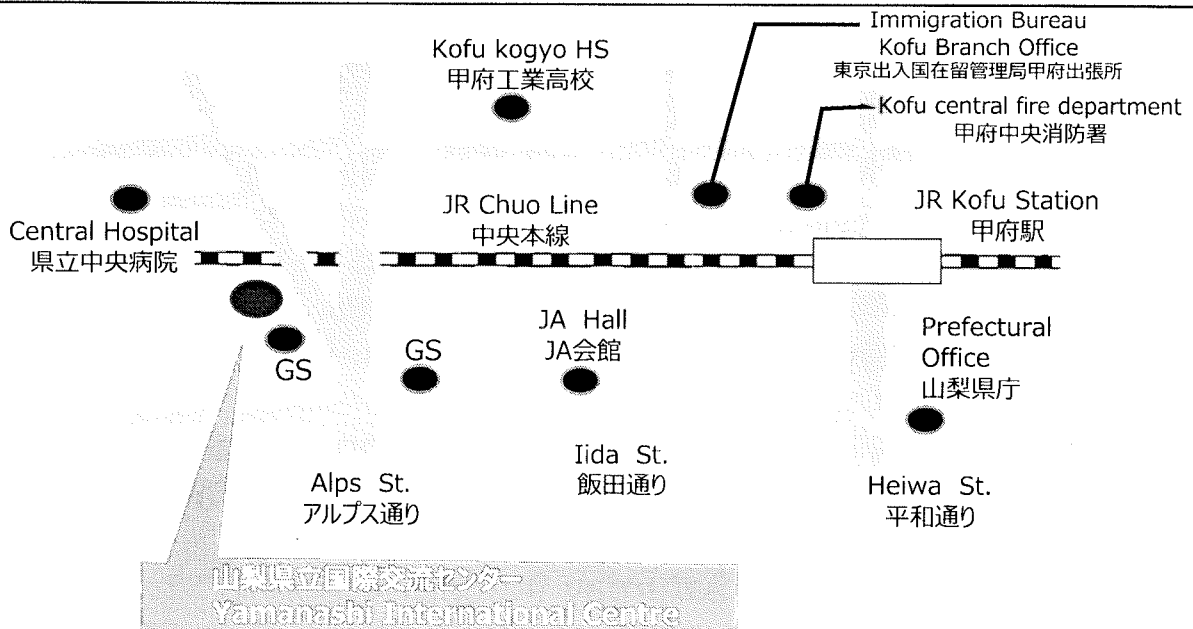 Immigration Bureau
Kofu Branch Office
東京出入国在留管理局甲府出張所
Kofu kogyo HS
甲府工業高校
Kofu central fire department
甲府中央消防署
Central Hospital
県立中央病院
JR Chuo Line
中央本線
JR Kofu Station
甲府駅
GS
GS
JA Hall
JA会館
Prefectural
Office
山梨県庁
Alps St.
アルプス通り
Iida St.
飯田通り
Heiwa St.
平和通り
山梨県立国際交流センター
Yamanashi International Centre